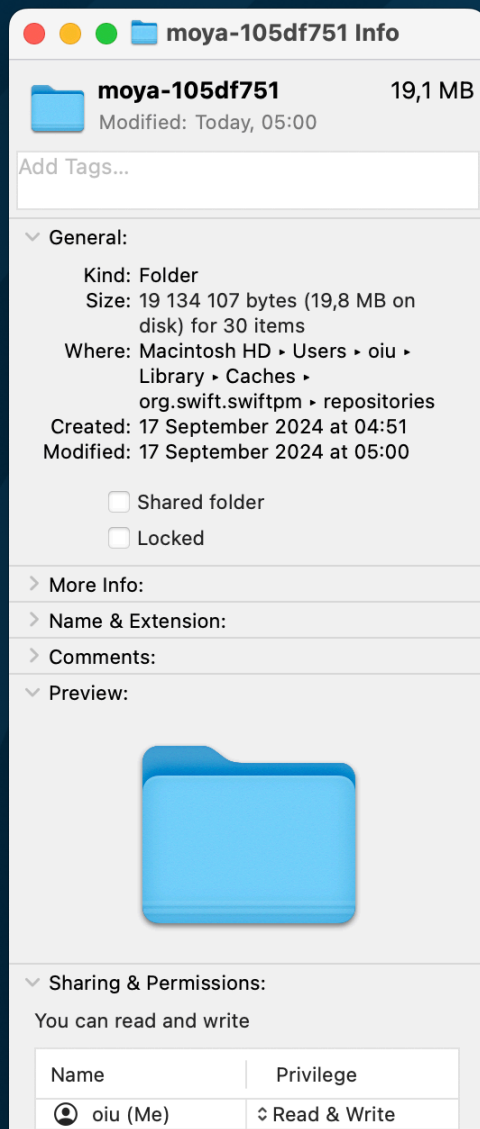 moya-105df751 Info
moya-105df751 19,1 MB
Modified: Today, 05:00
Add Tags...
General:
Kind: Folder
Size: 19 134 107 bytes (19,8 MB on
disk) for 30 items
Where: Macintosh HD ▸ Users ▸ oiu ▸
Library ▸ Caches ▸
org.swift.swiftpm ▸ repositories
Created: 17 September 2024 at 04:51
Modified: 17 September 2024 at 05:00
Shared folder
Locked
More Info:
Name & Extension:
Comments:
Preview:
Sharing & Permissions:
You can read and write
Name Privilege
oiu (Me) Read & Write